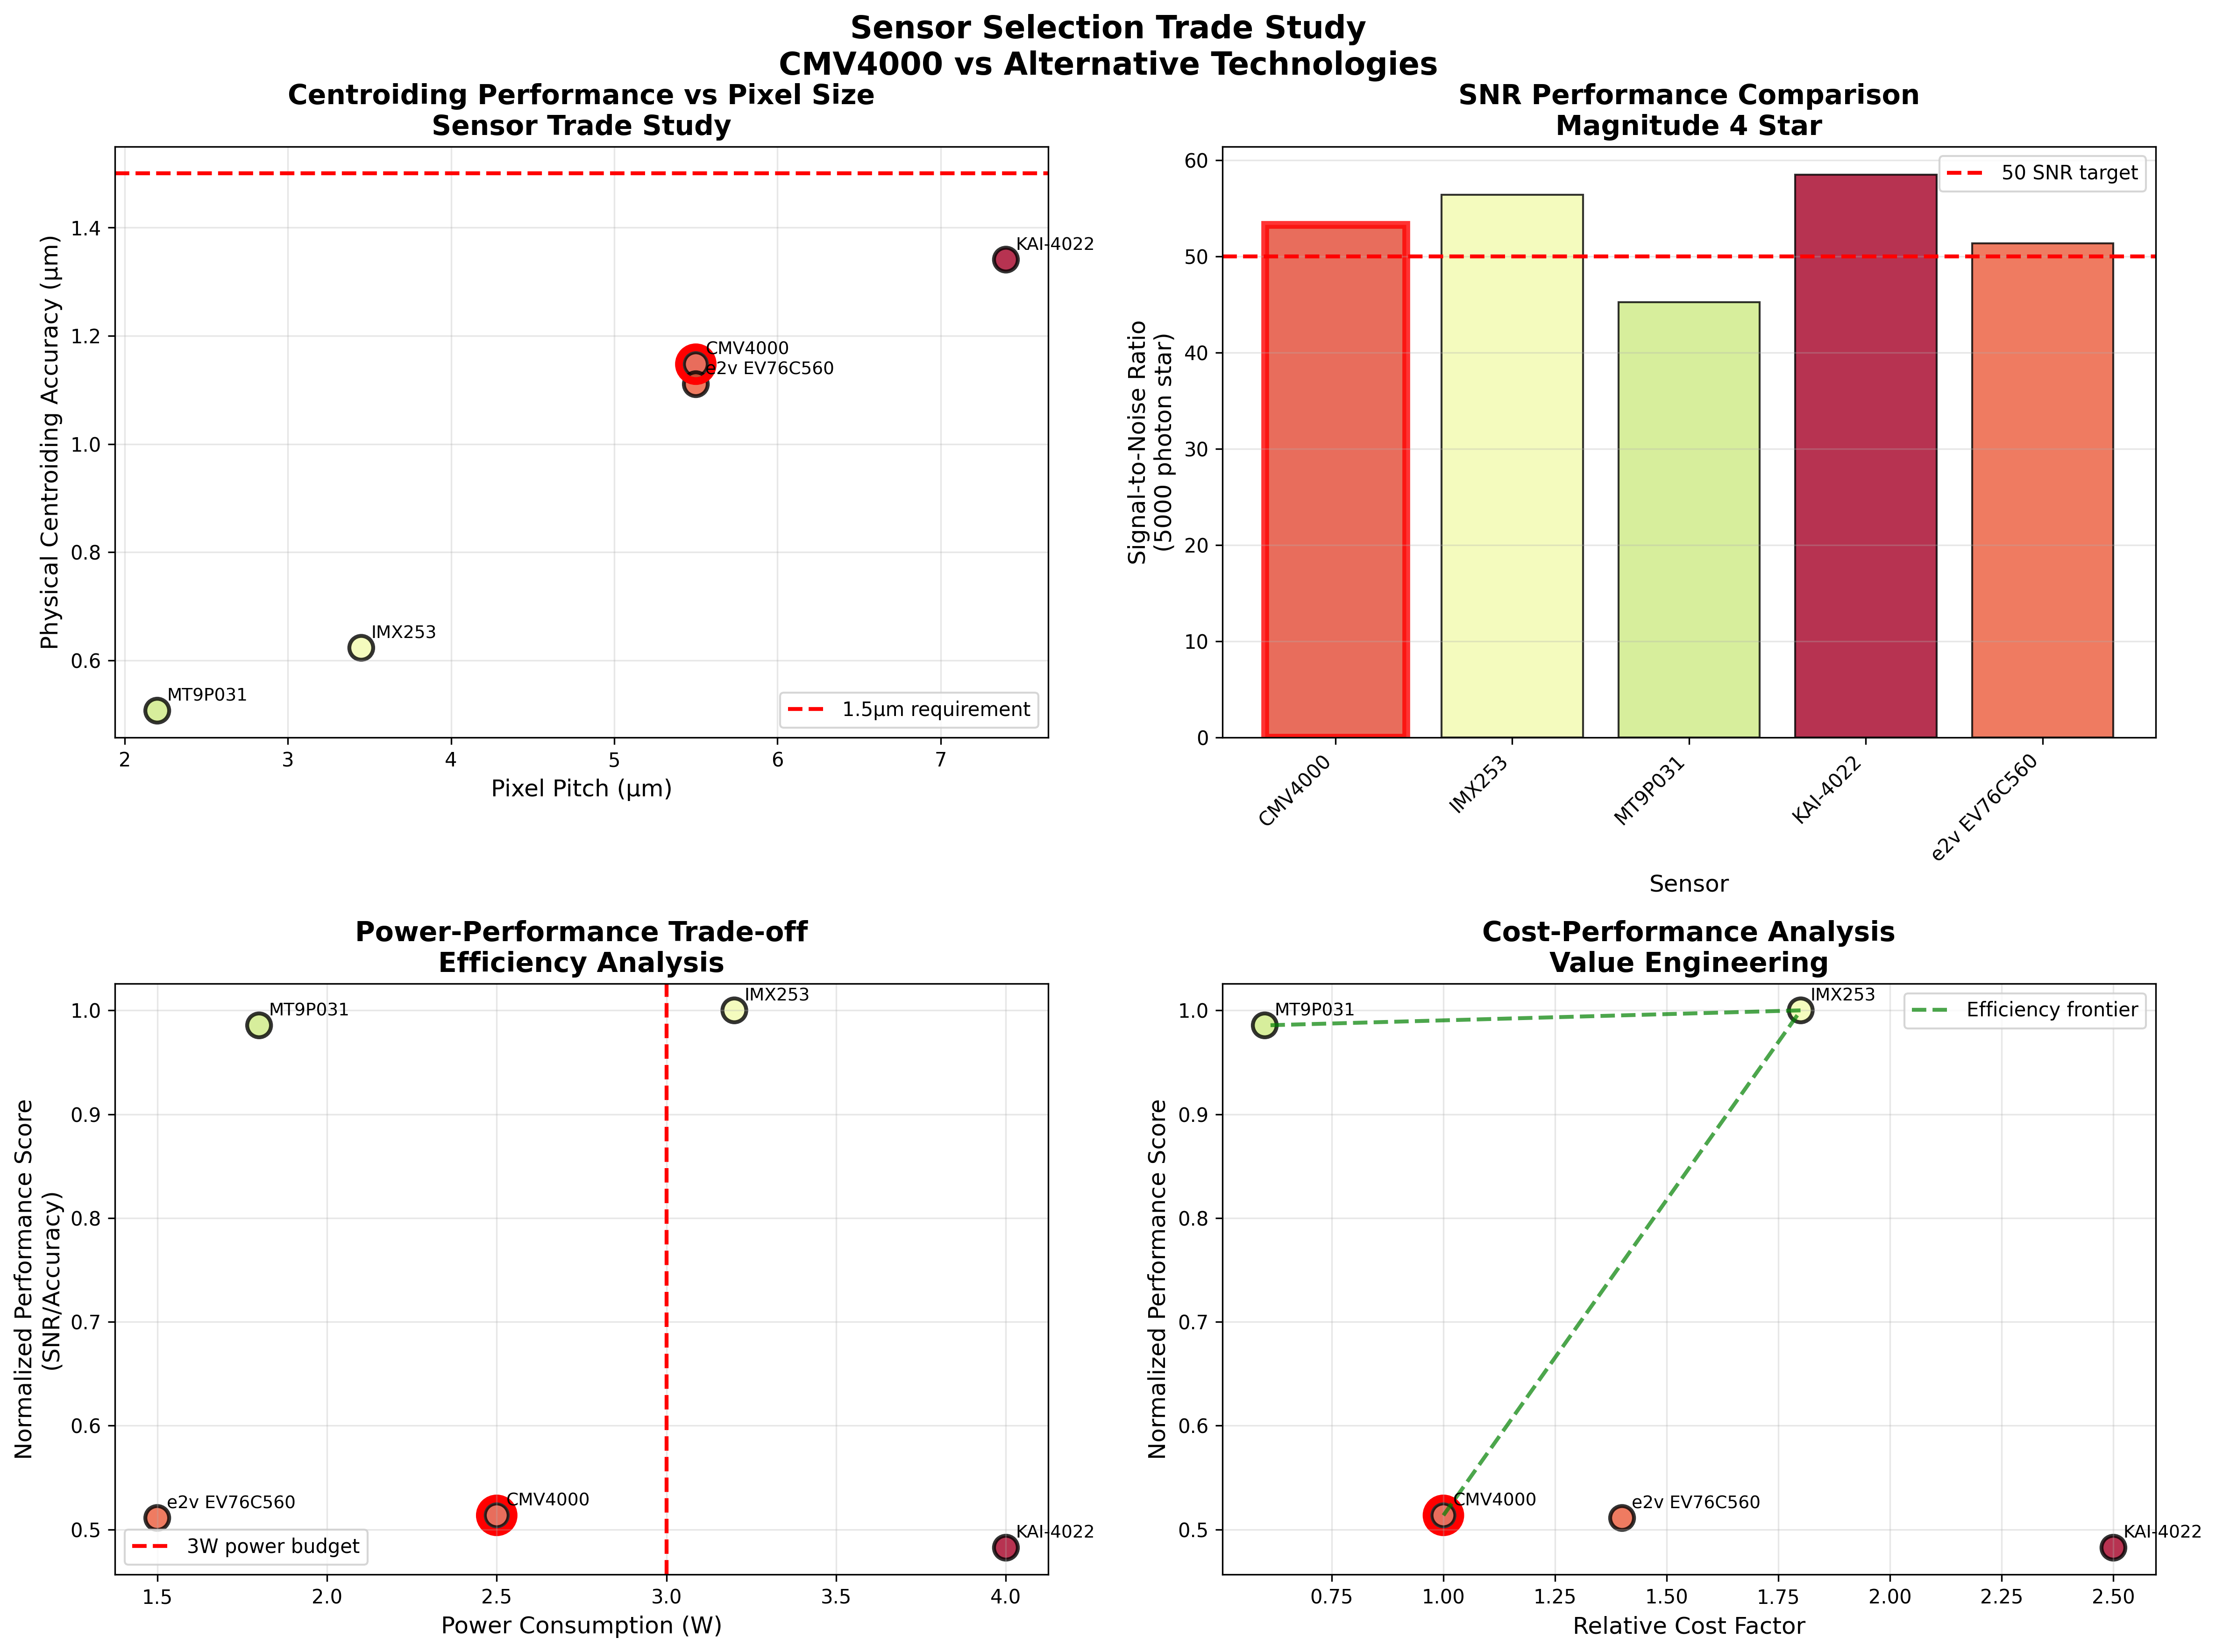 Sensor Selection Trade Study
CMV4000 vs Alternative Technologies
Centroiding Performance vs Pixel Size
Sensor Trade Study
Physical Centroiding Accuracy (μm)
1.4
1.2
1.0
0.8
0.6
KAI-4022
CMV4000
e2v EV76C560
IMX253
MT9P031
1.5μm requirement
2
3
4
5
6
7
Pixel Pitch (μm)
SNR Performance Comparison
Magnitude 4 Star
Signal-to-Noise Ratio
(5000 photon star)
60
50
40
30
20
10
0
50 SNR target
CMV4000
IMX253
MT9P031
KAI-4022
e2v EV76C560
Sensor
Power-Performance Trade-off
Efficiency Analysis
Normalized Performance Score
(SNR/Accuracy)
1.0
0.9
0.8
0.7
0.6
0.5
MT9P031
IMX253
e2v EV76C560
CMV4000
KAI-4022
3W power budget
1.5
2.0
2.5
3.0
3.5
4.0
Power Consumption (W)
Cost-Performance Analysis
Value Engineering
Normalized Performance Score
1.0
0.9
0.8
0.7
0.6
0.5
MT9P031
IMX253
Efficiency frontier
CMV4000
e2v EV76C560
KAI-4022
0.75
1.00
1.25
1.50
1.75
2.00
2.25
2.50
Relative Cost Factor